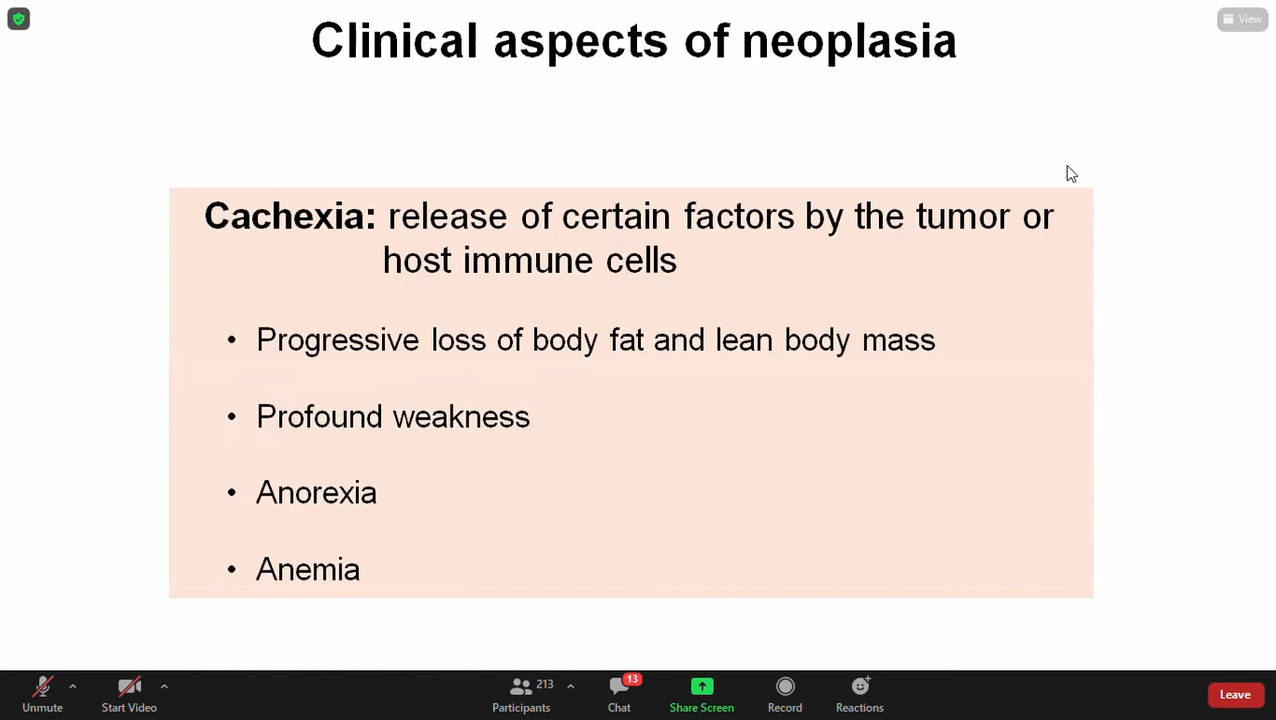 View
Clinical aspects of neoplasia
Cachexia: release of certain factors by the tumor or
host immune cells
• Progressive loss of body fat and lean body mass
• Profound weakness
• Anorexia
• Anemia
213
13
Unmute
Start Video
Participants
Chat
Share Screen
Record
Reactions
Leave